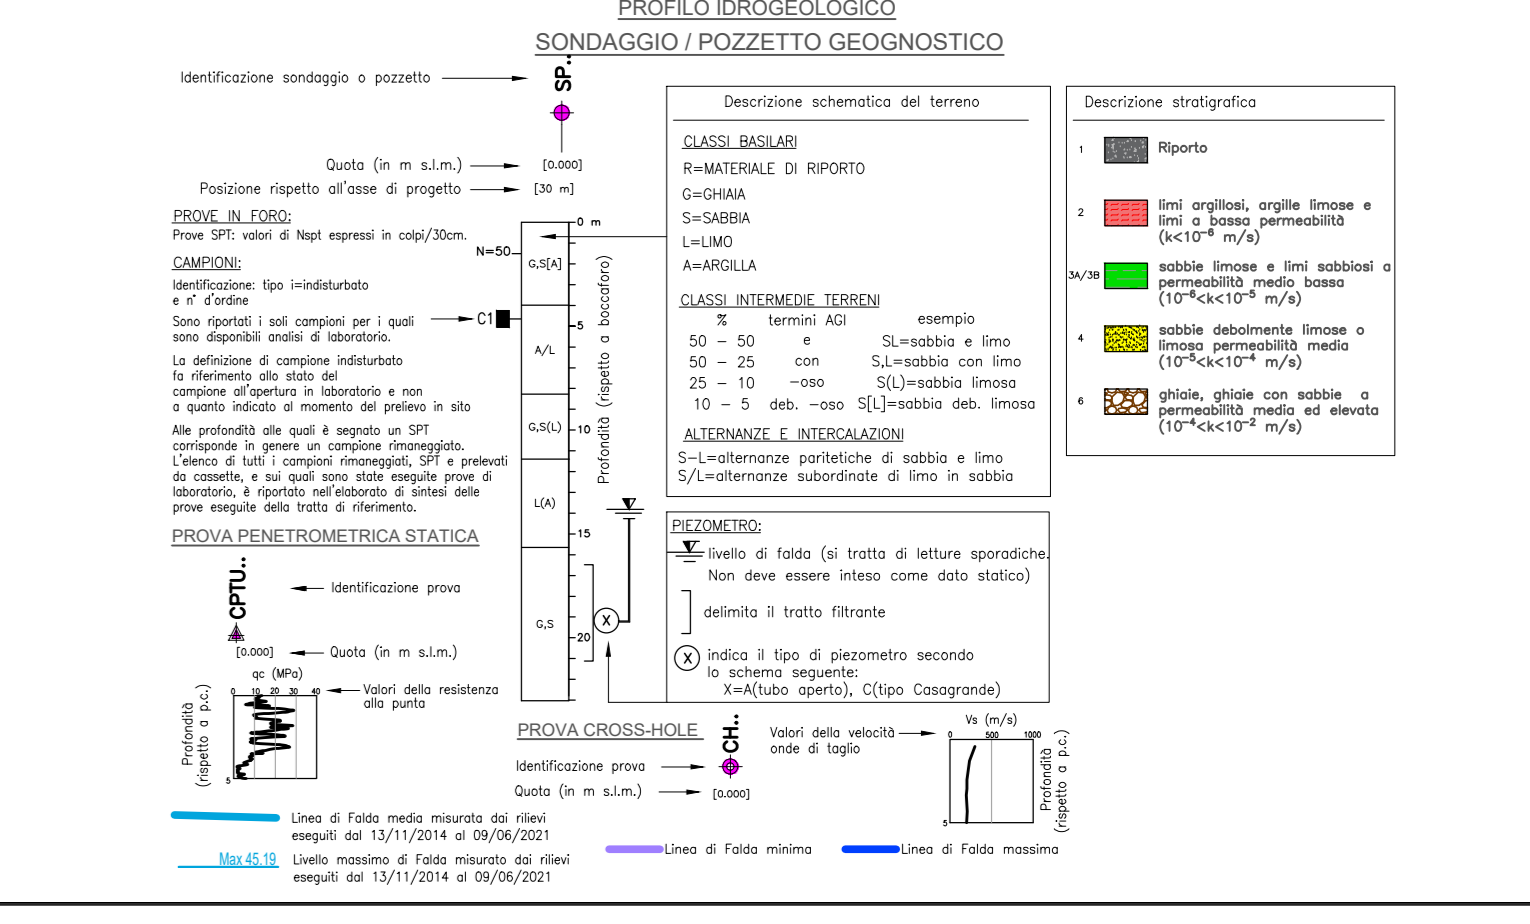 PROFILO IDROGEOLOGICO
SONDAGGIO / POZZETTO GEOGNOSTICO
Identificazione sondaggio o pozzetto
SP..
Quota (in m s.l.m.)
[0.000]
Posizione rispetto all'asse di progetto
[30 m]
PROVE IN FORO:
Prove SPT: valori di Nspt espressi in colpi/30cm.
CAMPIONI:
Identificazione: tipo i=indisturbato
e n° d'ordine
Sono riportati i soli campioni per i quali
sono disponibili analisi di laboratorio.
La definizione di campione indisturbato
fa riferimento allo stato del
campione all'apertura in laboratorio e non
a quanto indicato al momento del prelievo in sito
Alle profondità alle quali è segnato un SPT
corrisponde in genere un campione rimaneggiato.
L'elenco di tutti i campioni rimaneggiati, SPT e prelevati
da cassette, e sui quali sono state eseguite prove di
laboratorio, è riportato nell'elaborato di sintesi delle
prove eseguite della tratta di riferimento.
N=50
C1
G,S[A]
A/L
G,S(L)
L(A)
G,S
0 m
5
10
15
20
Profondità (rispetto a boccaforo)
X
Descrizione schematica del terreno
CLASSI BASILARI
R=MATERIALE DI RIPORTO
G=GHIAIA
S=SABBIA
L=LIMO
A=ARGILLA
CLASSI INTERMEDIE TERRENI
% termini AGI esempio
50 - 50 e SL=sabbia e limo
50 - 25 con S,L=sabbia con limo
25 - 10 -oso S(L)=sabbia limosa
10 - 5 deb. -oso S[L]=sabbia deb. limosa
ALTERNANZE E INTERCALAZIONI
S-L=alternanze paritetiche di sabbia e limo
S/L=alternanze subordinate di limo in sabbia
Descrizione stratigrafica
1 Riporto
2 limi argillosi, argille limose e
limi a bassa permeabilità
(k<10⁻⁶ m/s)
3A/3B sabbie limose e limi sabbiosi a
permeabilità medio bassa
(10⁻⁶<k<10⁻⁵ m/s)
4 sabbie debolmente limose o
limosa permeabilità media
(10⁻⁵<k<10⁻⁴ m/s)
6 ghiaie, ghiaie con sabbie a
permeabilità media ed elevata
(10⁻⁴<k<10⁻² m/s)
PIEZOMETRO:
livello di falda (si tratta di letture sporadiche.
Non deve essere inteso come dato statico)
delimita il tratto filtrante
X indica il tipo di piezometro secondo
lo schema seguente:
X=A(tubo aperto), C(tipo Casagrande)
PROVA PENETROMETRICA STATICA
CPTU..
Identificazione prova
[0.000]
Quota (in m s.l.m.)
qc (MPa)
0 10 20 30 40
Valori della resistenza
alla punta
Profondità
(rispetto a p.c.)
5
PROVA CROSS-HOLE
CH..
Identificazione prova
Quota (in m s.l.m.)
[0.000]
Valori della velocità
onde di taglio
Vs (m/s)
0 500 1000
5
Profondità
(rispetto a p.c.)
Linea di Falda media misurata dai rilievi
eseguiti dal 13/11/2014 al 09/06/2021
Max 45.19
Livello massimo di Falda misurato dai rilievi
eseguiti dal 13/11/2014 al 09/06/2021
Linea di Falda minima
Linea di Falda massima